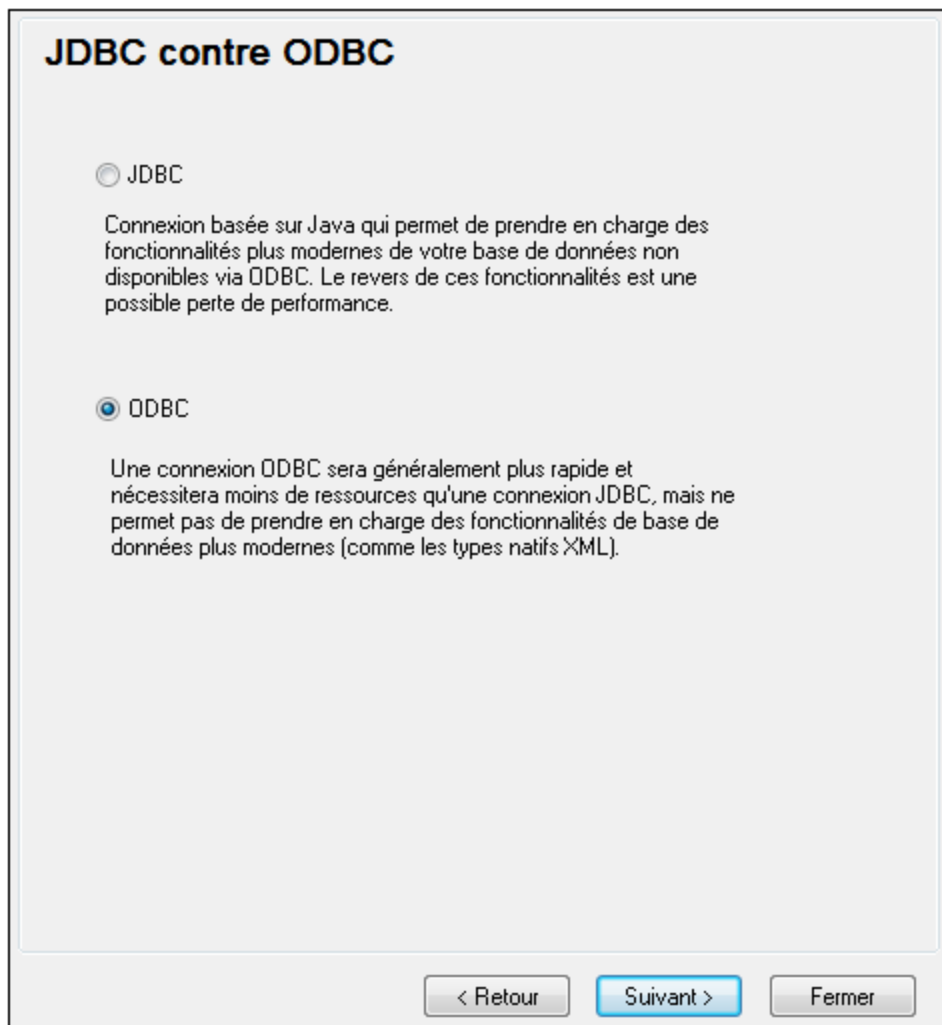 JDBC contre ODBC
JDBC
Connexion basée sur Java qui permet de prendre en charge des
fonctionnalités plus modernes de votre base de données non
disponibles via ODBC. Le revers de ces fonctionnalités est une
possible perte de performance.
ODBC
Une connexion ODBC sera généralement plus rapide et
nécessitera moins de ressources qu'une connexion JDBC, mais ne
permet pas de prendre en charge des fonctionnalités de base de
données plus modernes (comme les types natifs XML).
< Retour
Suivant >
Fermer